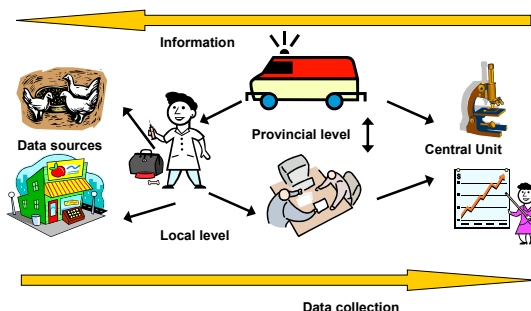 Information
Provincial level
Data sources
Central Unit
Local level
Data collection